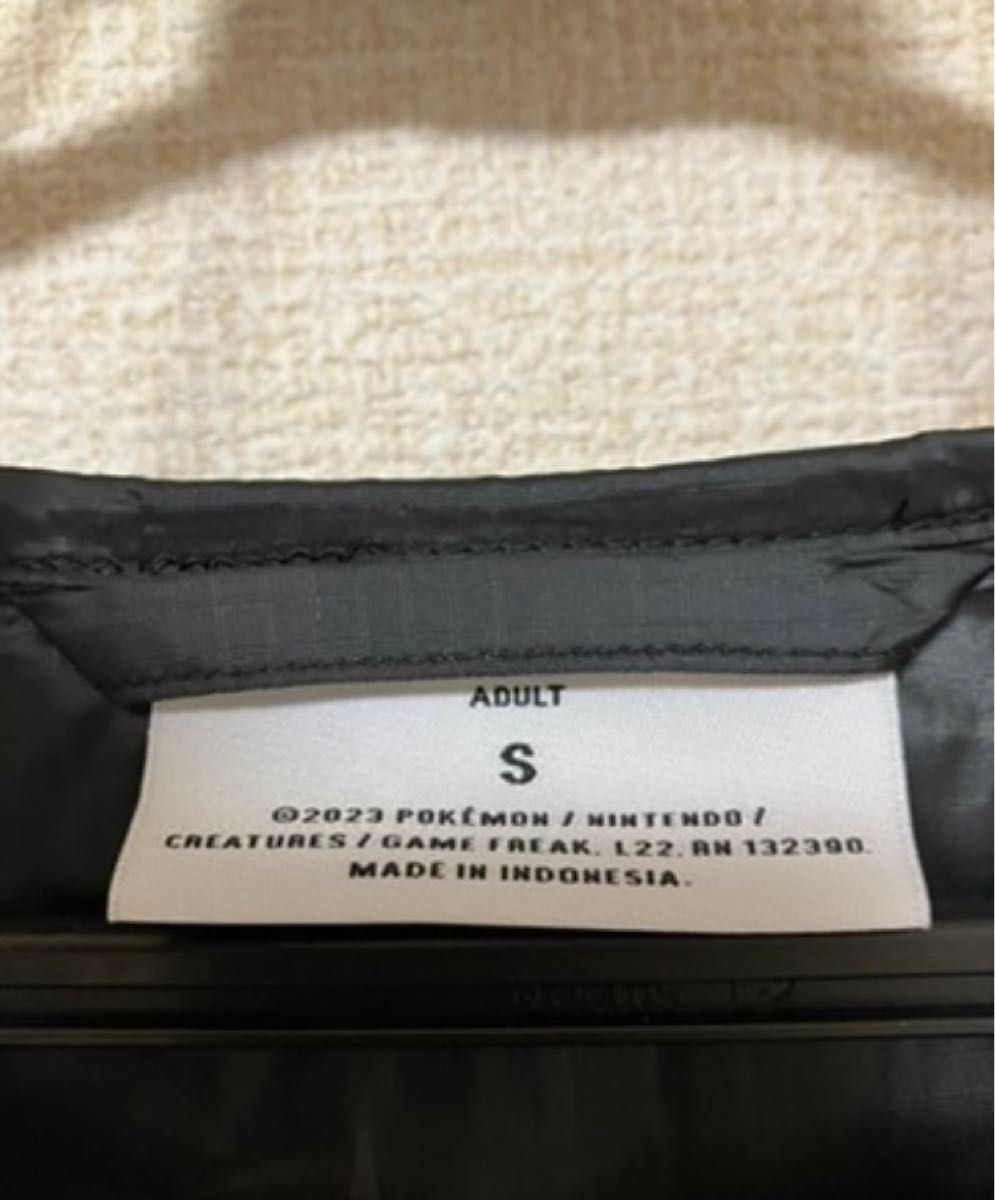 ADULT
S
©2023 POKÉMON / NINTENDO /
CREATURES / GAME FREAK. L22. RN 132390.
MADE IN INDONESIA.